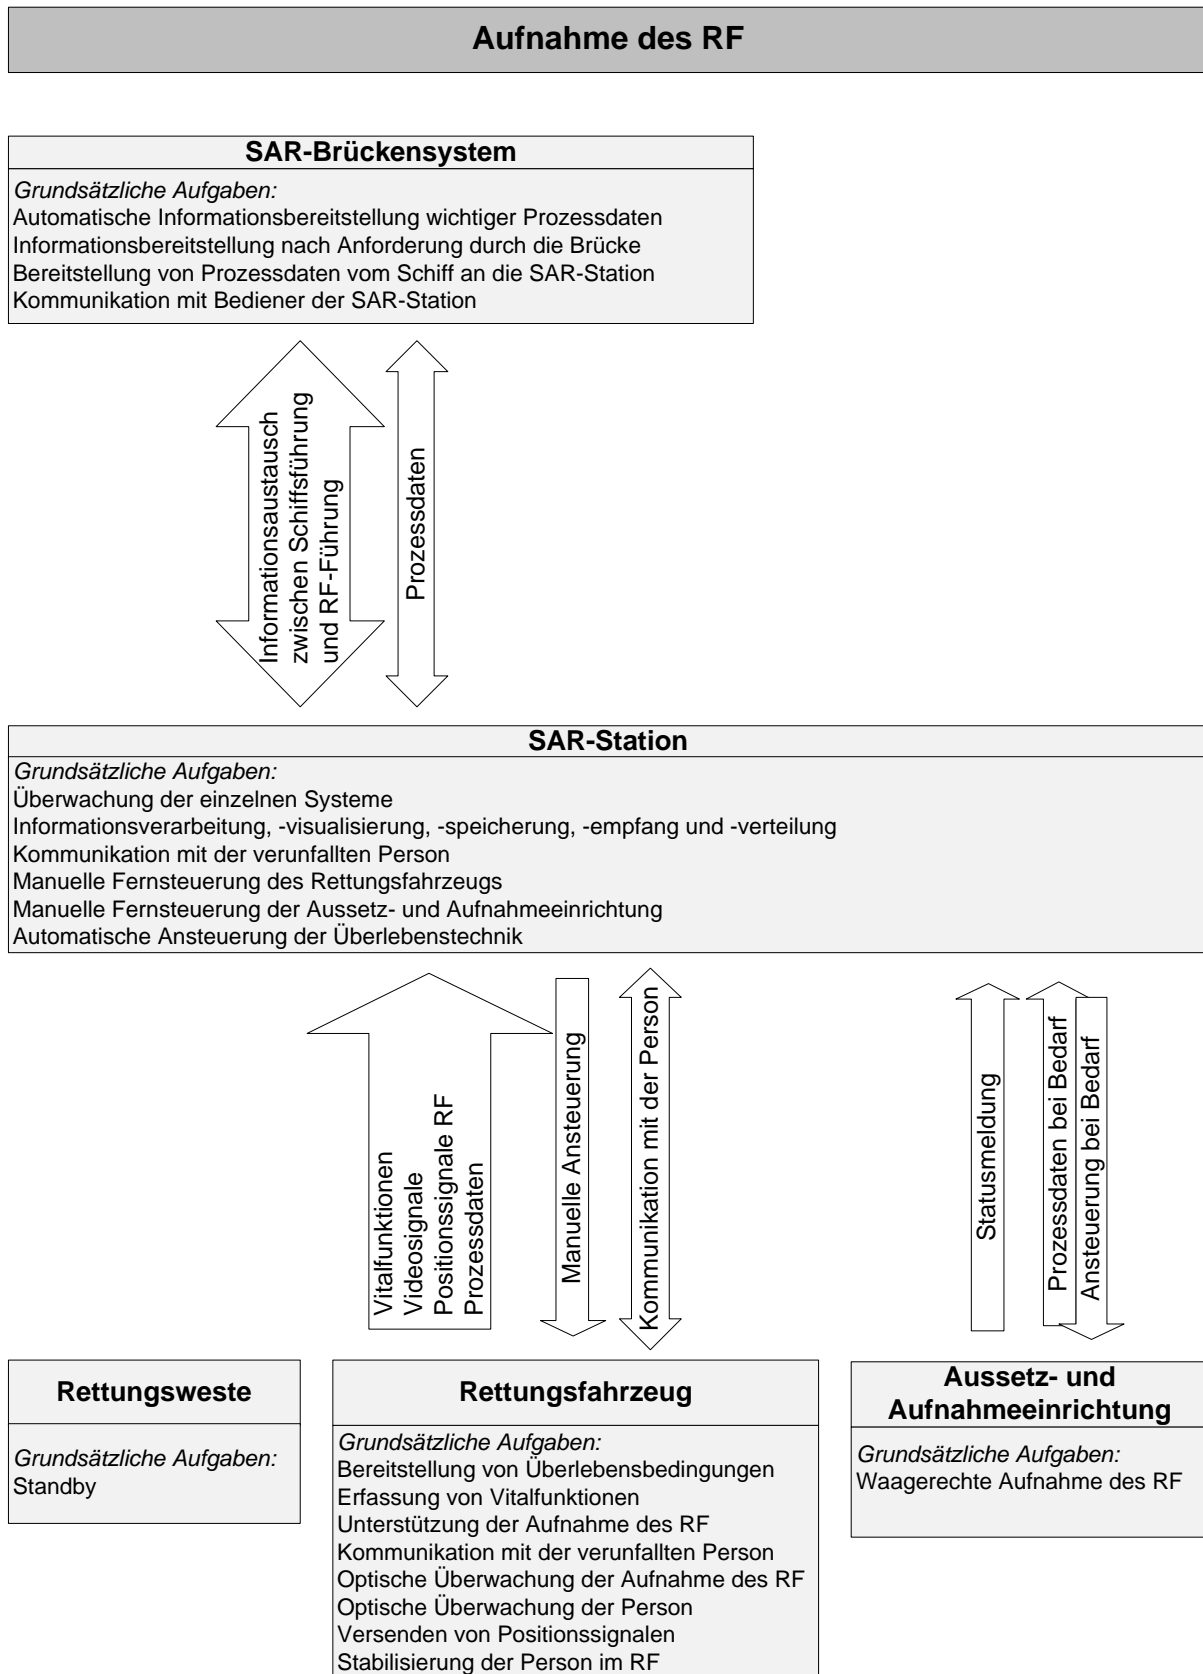 Aufnahme des RF
SAR-Brückensystem
Grundsätzliche Aufgaben:
Automatische Informationsbereitstellung wichtiger Prozessdaten
Informationsbereitstellung nach Anforderung durch die Brücke
Bereitstellung von Prozessdaten vom Schiff an die SAR-Station
Kommunikation mit Bediener der SAR-Station
Informationsaustausch
zwischen Schiffsführung
und RF-Führung
Prozessdaten
SAR-Station
Grundsätzliche Aufgaben:
Überwachung der einzelnen Systeme
Informationsverarbeitung, -visualisierung, -speicherung, -empfang und -verteilung
Kommunikation mit der verunfallten Person
Manuelle Fernsteuerung des Rettungsfahrzeugs
Manuelle Fernsteuerung der Aussetz- und Aufnahmeeinrichtung
Automatische Ansteuerung der Überlebenstechnik
Vitalfunktionen
Videosignale
Positionssignale RF
Prozessdaten
Manuelle Ansteuerung
Kommunikation mit der Person
Statusmeldung
Prozessdaten bei Bedarf
Ansteuerung bei Bedarf
Rettungsweste
Grundsätzliche Aufgaben:
Standby
Rettungsfahrzeug
Grundsätzliche Aufgaben:
Bereitstellung von Überlebensbedingungen
Erfassung von Vitalfunktionen
Unterstützung der Aufnahme des RF
Kommunikation mit der verunfallten Person
Optische Überwachung der Aufnahme des RF
Optische Überwachung der Person
Versenden von Positionssignalen
Stabilisierung der Person im RF
Aussetz- und
Aufnahmeeinrichtung
Grundsätzliche Aufgaben:
Waagerechte Aufnahme des RF